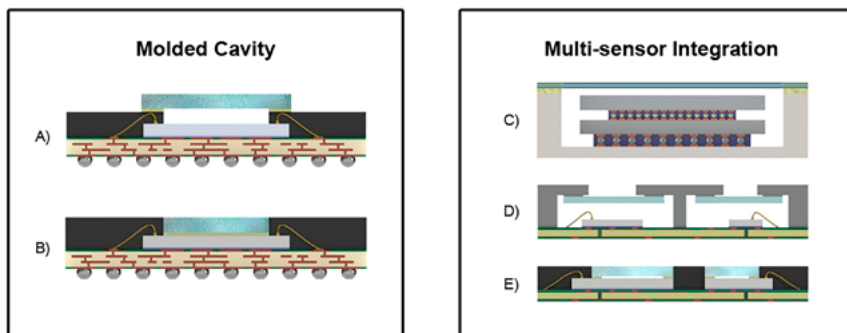 Molded Cavity
A)
B)
Multi-sensor Integration
C)
D)
E)